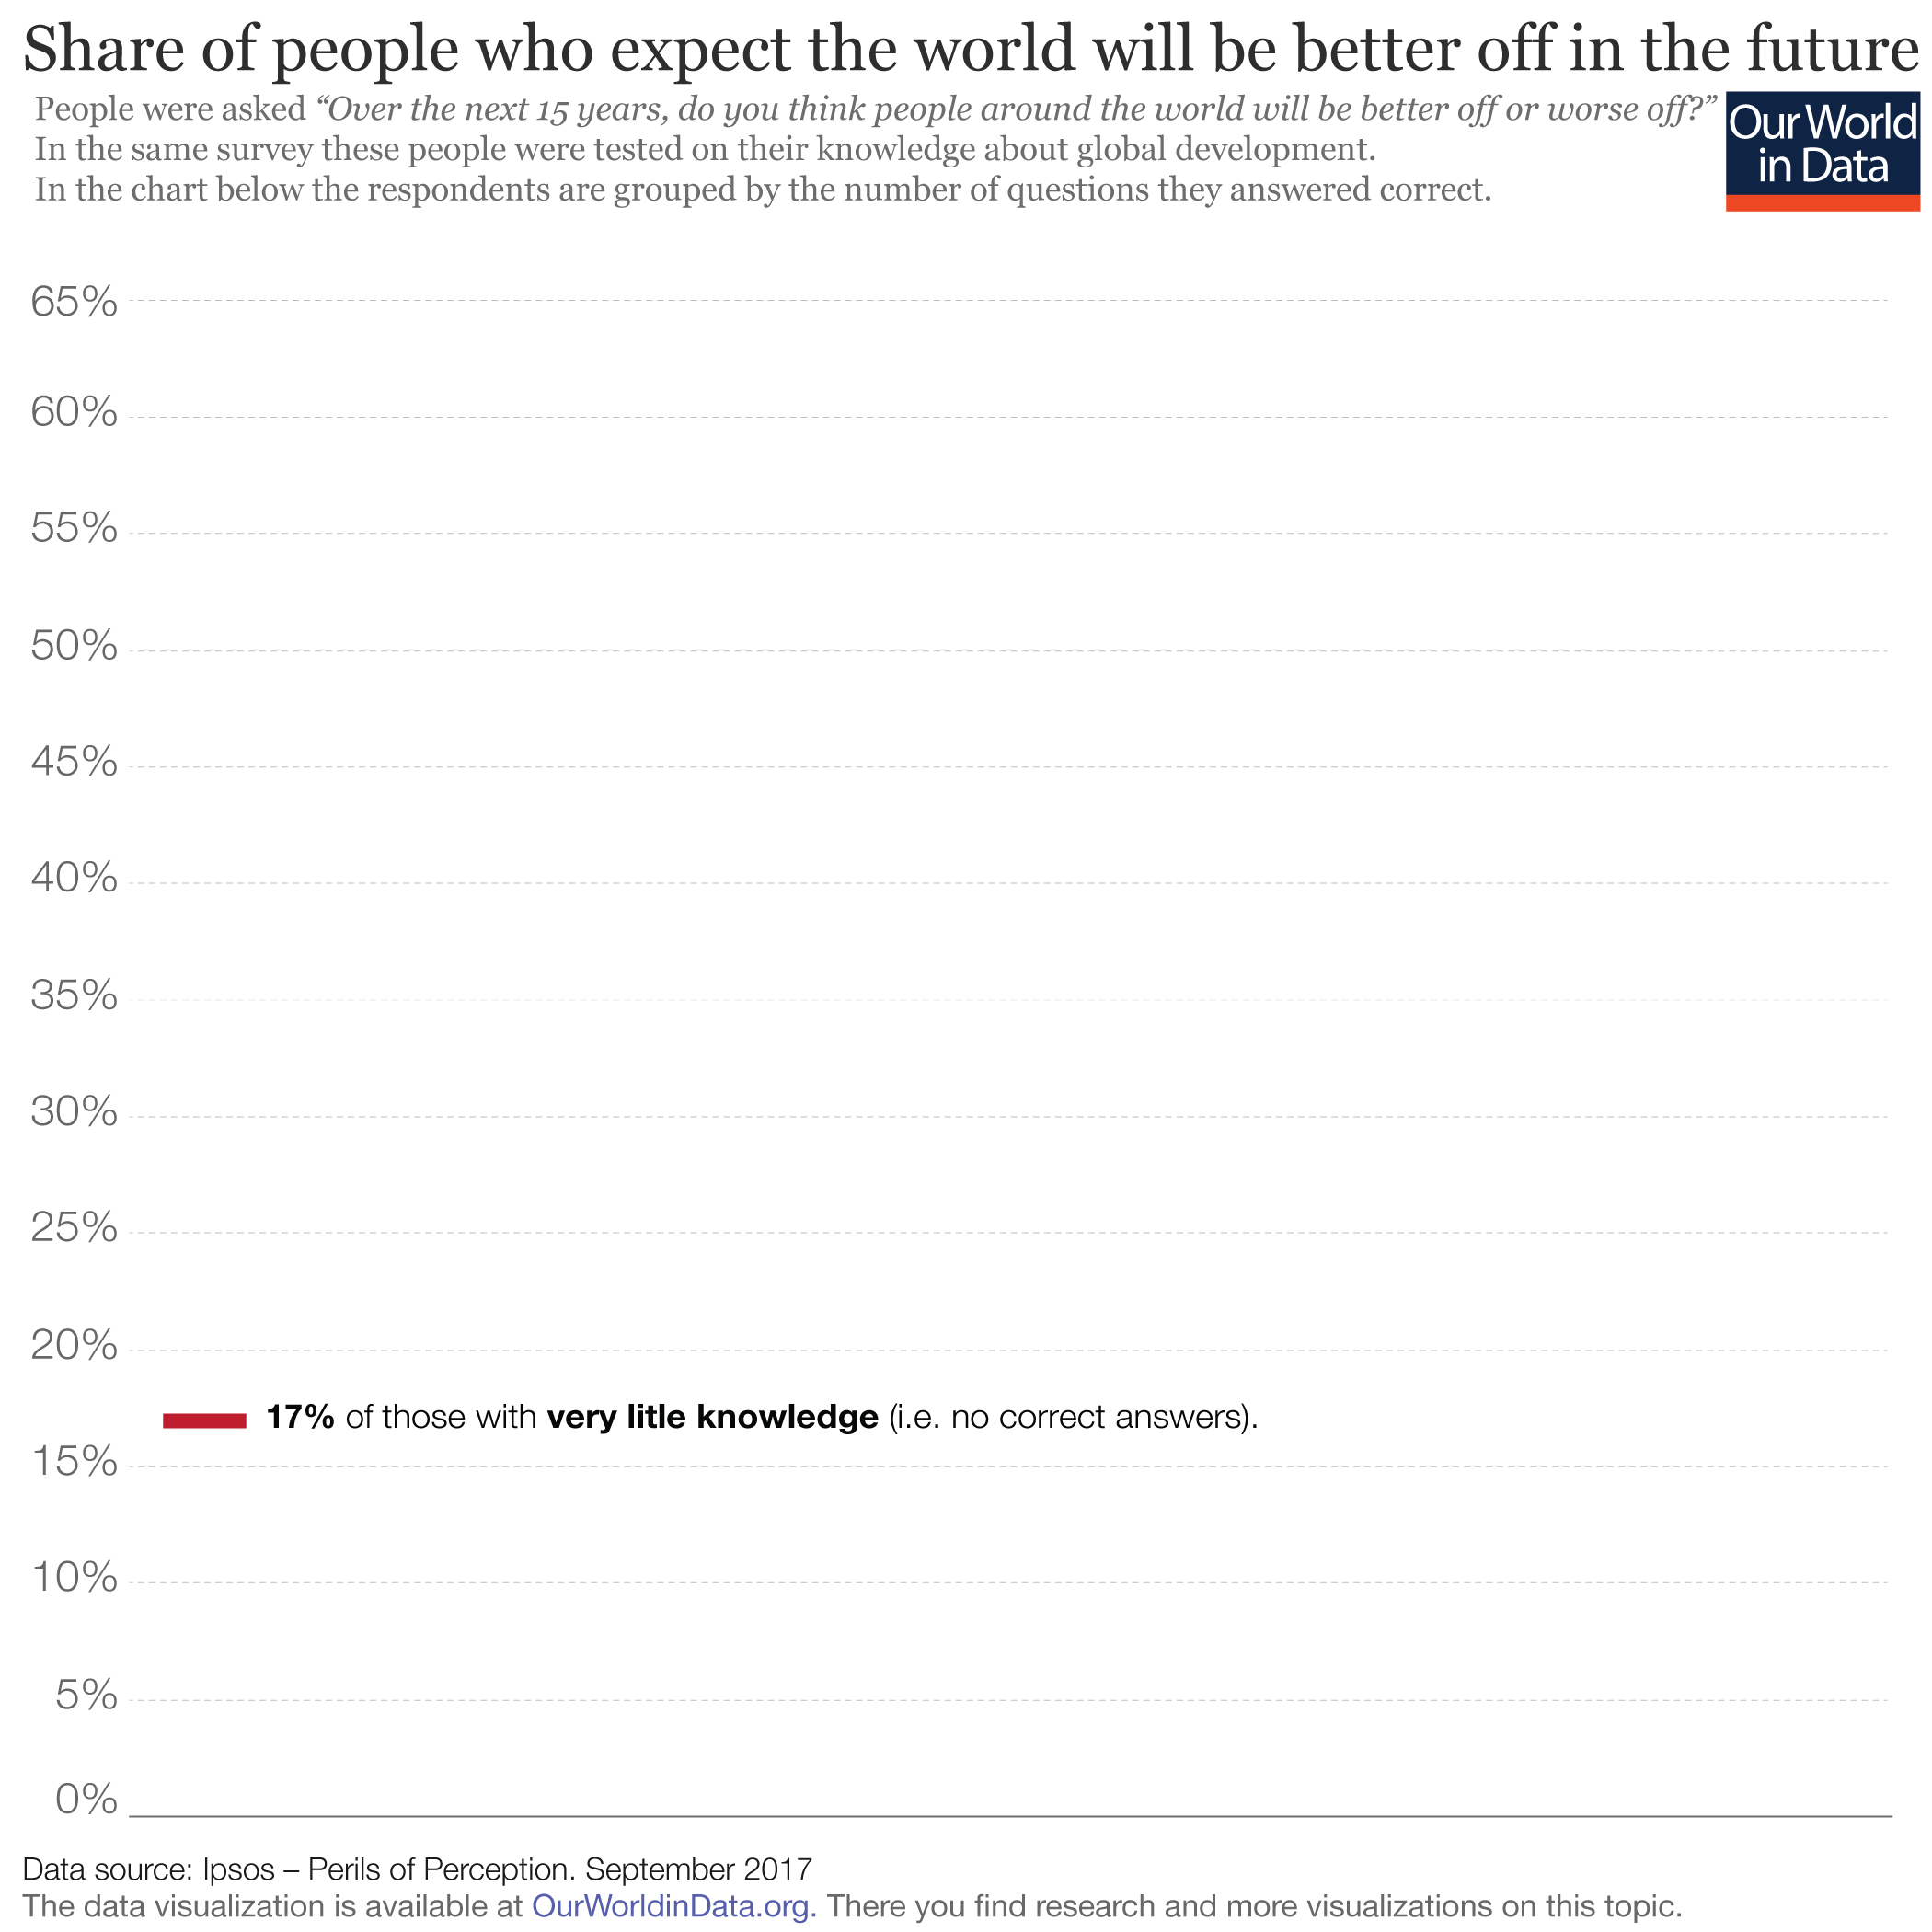 Share of people who expect the world will be better off in the future
People were asked “Over the next 15 years, do you think people around the world will be better off or worse off?”
In the same survey these people were tested on their knowledge about global development.
In the chart below the respondents are grouped by the number of questions they answered correct.
Our World
in Data
65%
60%
55%
50%
45%
40%
35%
30%
25%
20%
17% of those with very litle knowledge (i.e. no correct answers).
15%
10%
5%
0%
Data source: Ipsos – Perils of Perception. September 2017
The data visualization is available at OurWorldinData.org. There you find research and more visualizations on this topic.